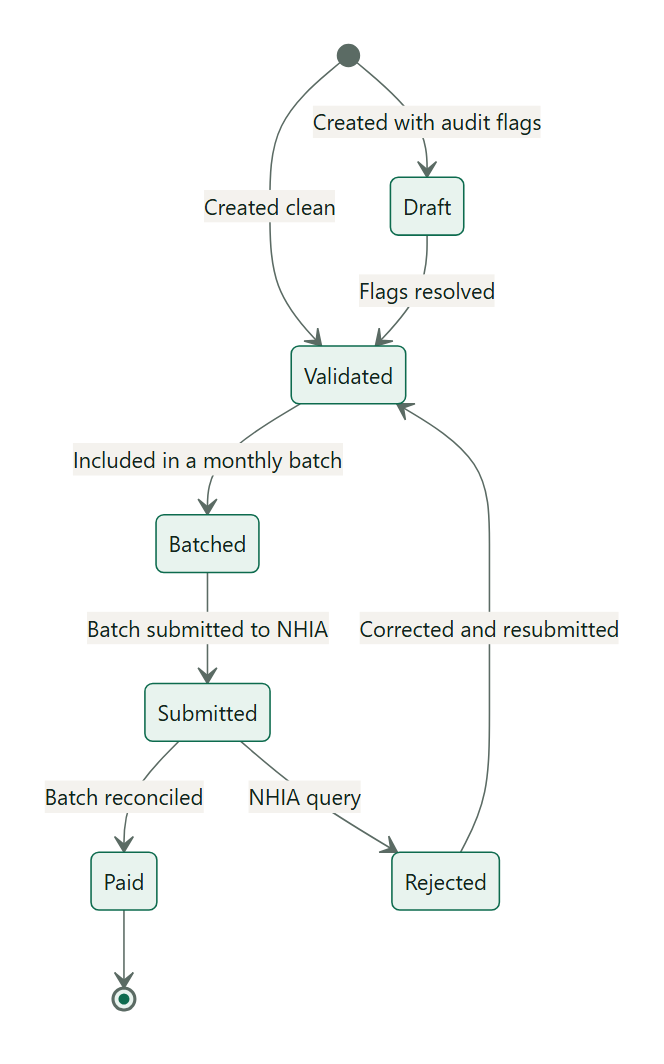 Created with audit flags
Created clean
Draft
Flags resolved
Validated
Included in a monthly batch
Batched
Batch submitted to NHIA
Corrected and resubmitted
Submitted
Batch reconciled
NHIA query
Paid
Rejected